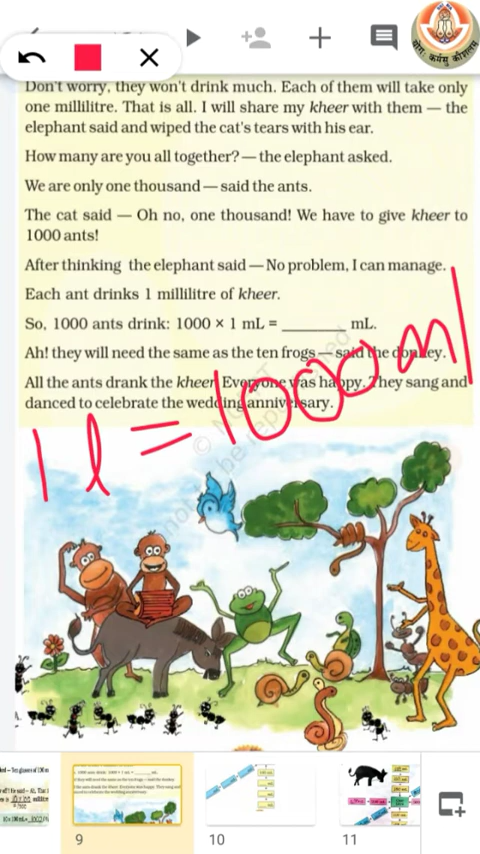 योगः कर्मसु कौशलम्
Don't worry, they won't drink much. Each of them will take only
one millilitre. That is all. I will share my kheer with them — the
elephant said and wiped the cat's tears with his ear.
How many are you all together? — the elephant asked.
We are only one thousand — said the ants.
The cat said — Oh no, one thousand! We have to give kheer to
1000 ants!
After thinking the elephant said — No problem, I can manage.
Each ant drinks 1 millilitre of kheer.
So, 1000 ants drink: 1000 × 1 mL = ________ mL.
Ah! they will need the same as the ten frogs — said the donkey.
All the ants drank the kheer. Everyone was happy. They sang and
danced to celebrate the wedding anniversary.
1 l = 1000 ml
9
10
11